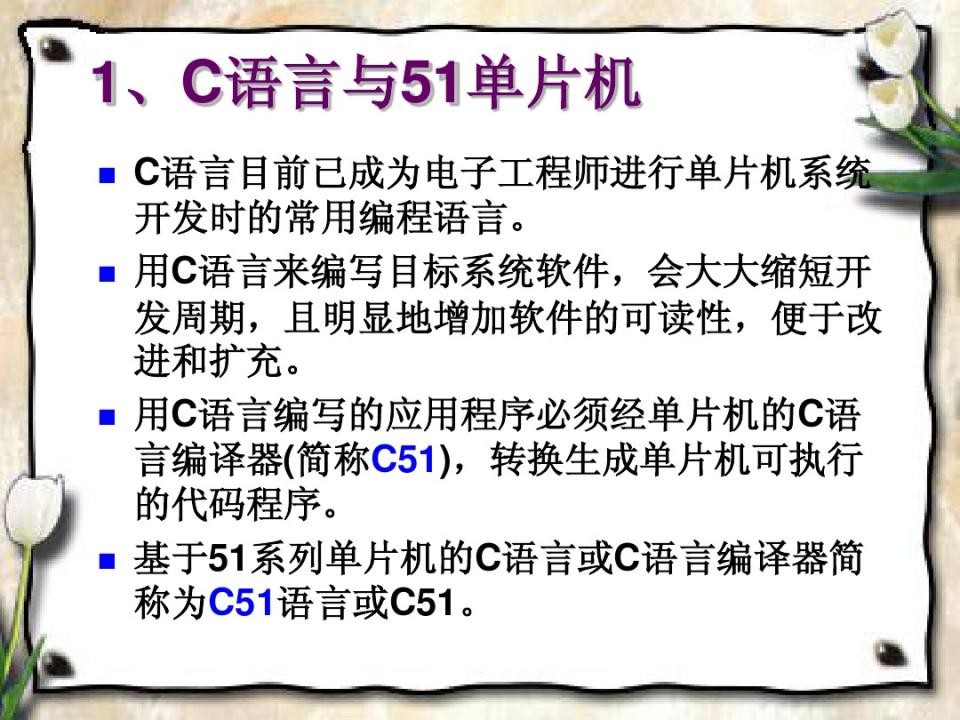 1、C语言与51单片机
C语言目前已成为电子工程师进行单片机系统
开发时的常用编程语言。
用C语言来编写目标系统软件，会大大缩短开
发周期，且明显地增加软件的可读性，便于改
进和扩充。
用C语言编写的应用程序必须经单片机的C语
言编译器(简称C51)，转换生成单片机可执行
的代码程序。
基于51系列单片机的C语言或C语言编译器简
称为C51语言或C51。